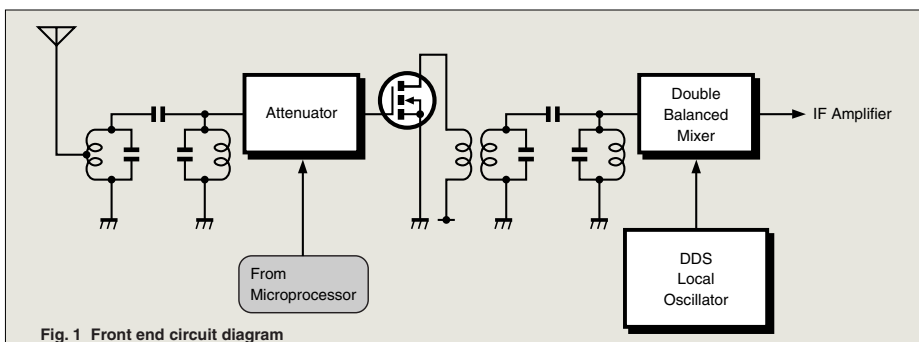 Attenuator
Double
Balanced
Mixer
IF Amplifier
From
Microprocessor
DDS
Local
Oscillator
Fig. 1 Front end circuit diagram